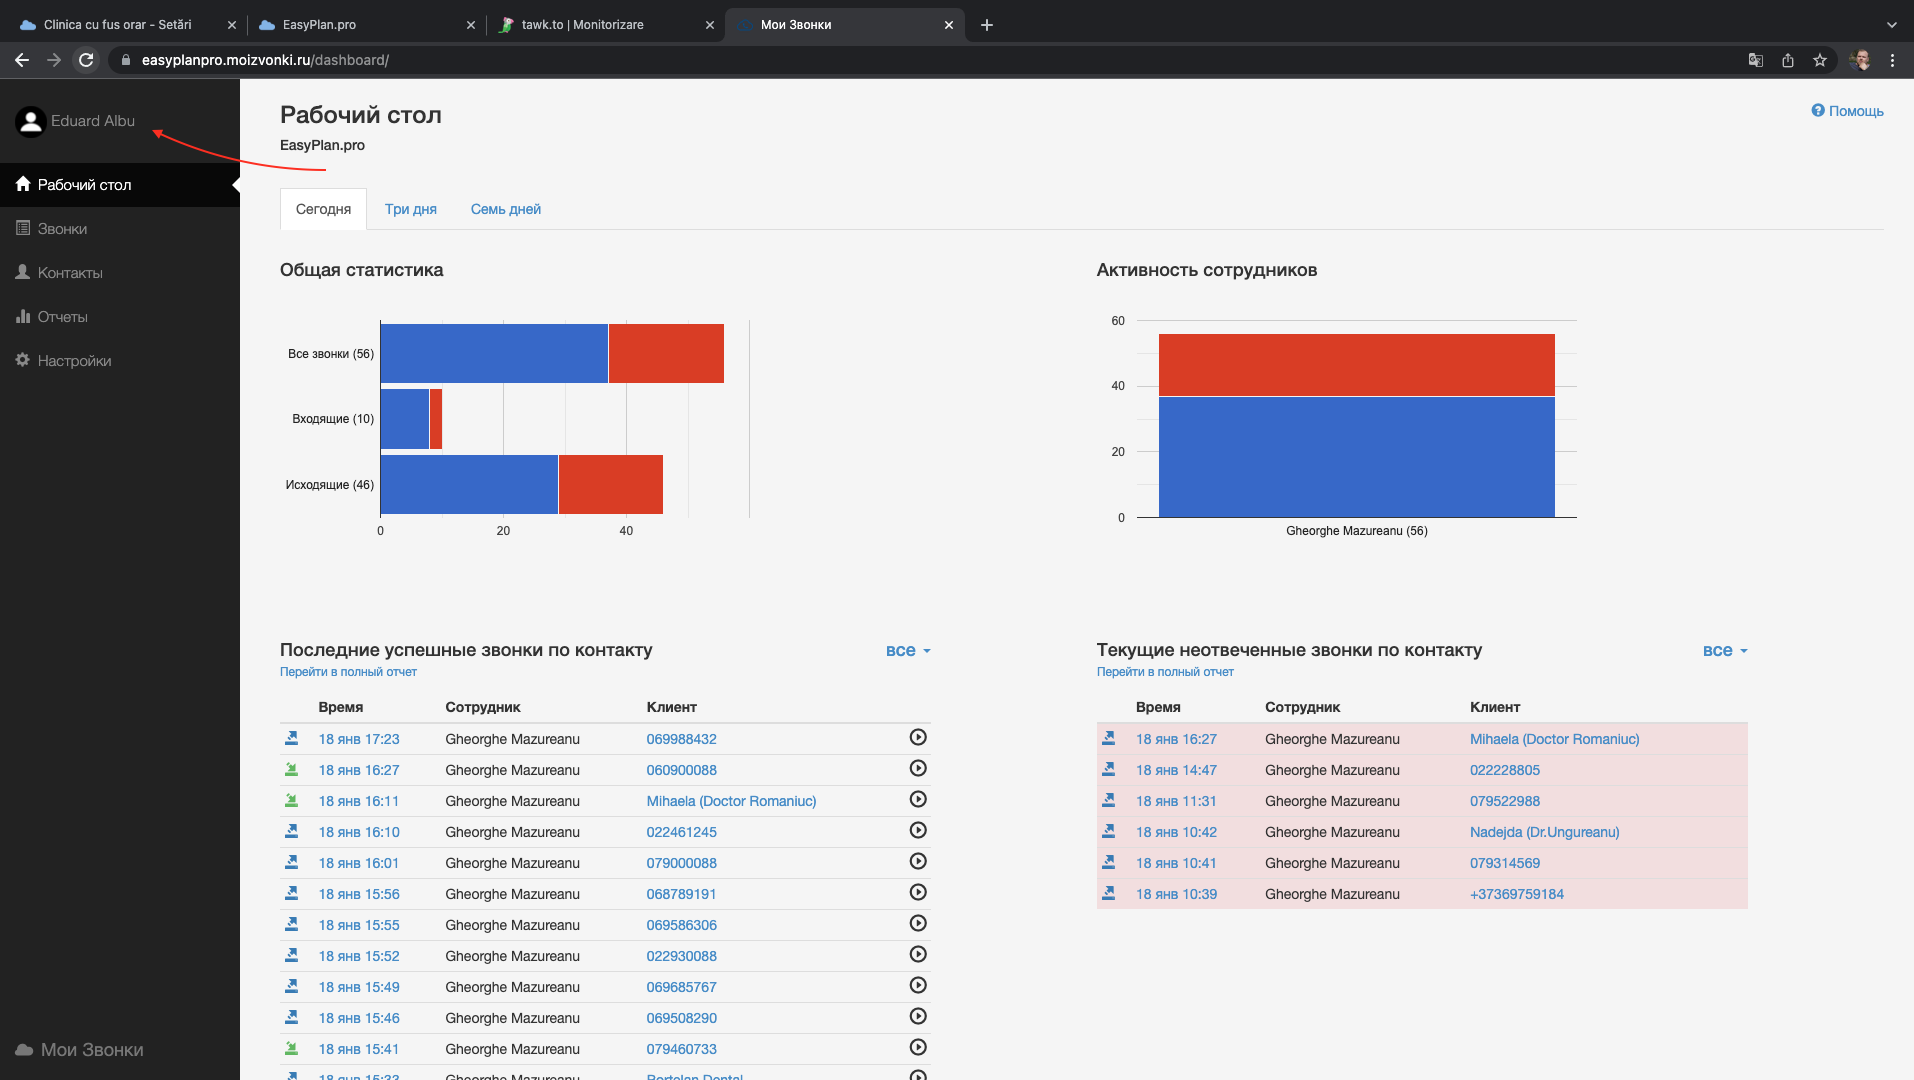 Clinica cu fus orar - Setări
EasyPlan.pro
tawk.to | Monitorizare
Мои Звонки
easyplanpro.moizvonki.ru/dashboard/
Eduard Albu
Рабочий стол
Звонки
Контакты
Отчеты
Настройки
Мои Звонки
Рабочий стол
Помощь
EasyPlan.pro
Сегодня
Три дня
Семь дней
Общая статистика
Все звонки (56)
Входящие (10)
Исходящие (46)
0 20 40
Активность сотрудников
60
40
20
0
Gheorghe Mazureanu (56)
Последние успешные звонки по контакту
все
Перейти в полный отчет
Время Сотрудник Клиент
18 янв 17:23 Gheorghe Mazureanu 069988432
18 янв 16:27 Gheorghe Mazureanu 060900088
18 янв 16:11 Gheorghe Mazureanu Mihaela (Doctor Romaniuc)
18 янв 16:10 Gheorghe Mazureanu 022461245
18 янв 16:01 Gheorghe Mazureanu 079000088
18 янв 15:56 Gheorghe Mazureanu 068789191
18 янв 15:55 Gheorghe Mazureanu 069586306
18 янв 15:52 Gheorghe Mazureanu 022930088
18 янв 15:49 Gheorghe Mazureanu 069685767
18 янв 15:46 Gheorghe Mazureanu 069508290
18 янв 15:41 Gheorghe Mazureanu 079460733
18 янв 15:33 Gheorghe Mazureanu Portelan Dental
Текущие неотвеченные звонки по контакту
все
Перейти в полный отчет
Время Сотрудник Клиент
18 янв 16:27 Gheorghe Mazureanu Mihaela (Doctor Romaniuc)
18 янв 14:47 Gheorghe Mazureanu 022228805
18 янв 11:31 Gheorghe Mazureanu 079522988
18 янв 10:42 Gheorghe Mazureanu Nadejda (Dr.Ungureanu)
18 янв 10:41 Gheorghe Mazureanu 079314569
18 янв 10:39 Gheorghe Mazureanu +37369759184